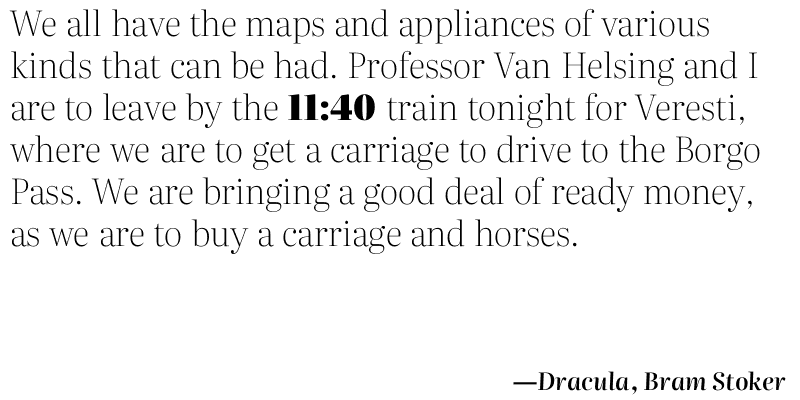 We all have the maps and appliances of various
kinds that can be had. Professor Van Helsing and I
are to leave by the 11:40 train tonight for Veresti,
where we are to get a carriage to drive to the Borgo
Pass. We are bringing a good deal of ready money,
as we are to buy a carriage and horses.
—Dracula, Bram Stoker